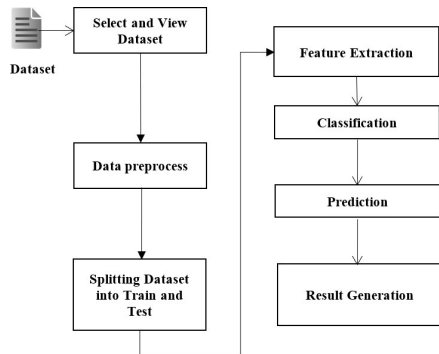 Dataset
Select and View
Dataset
Data preprocess
Splitting Dataset
into Train and
Test
Feature Extraction
Classification
Prediction
Result Generation